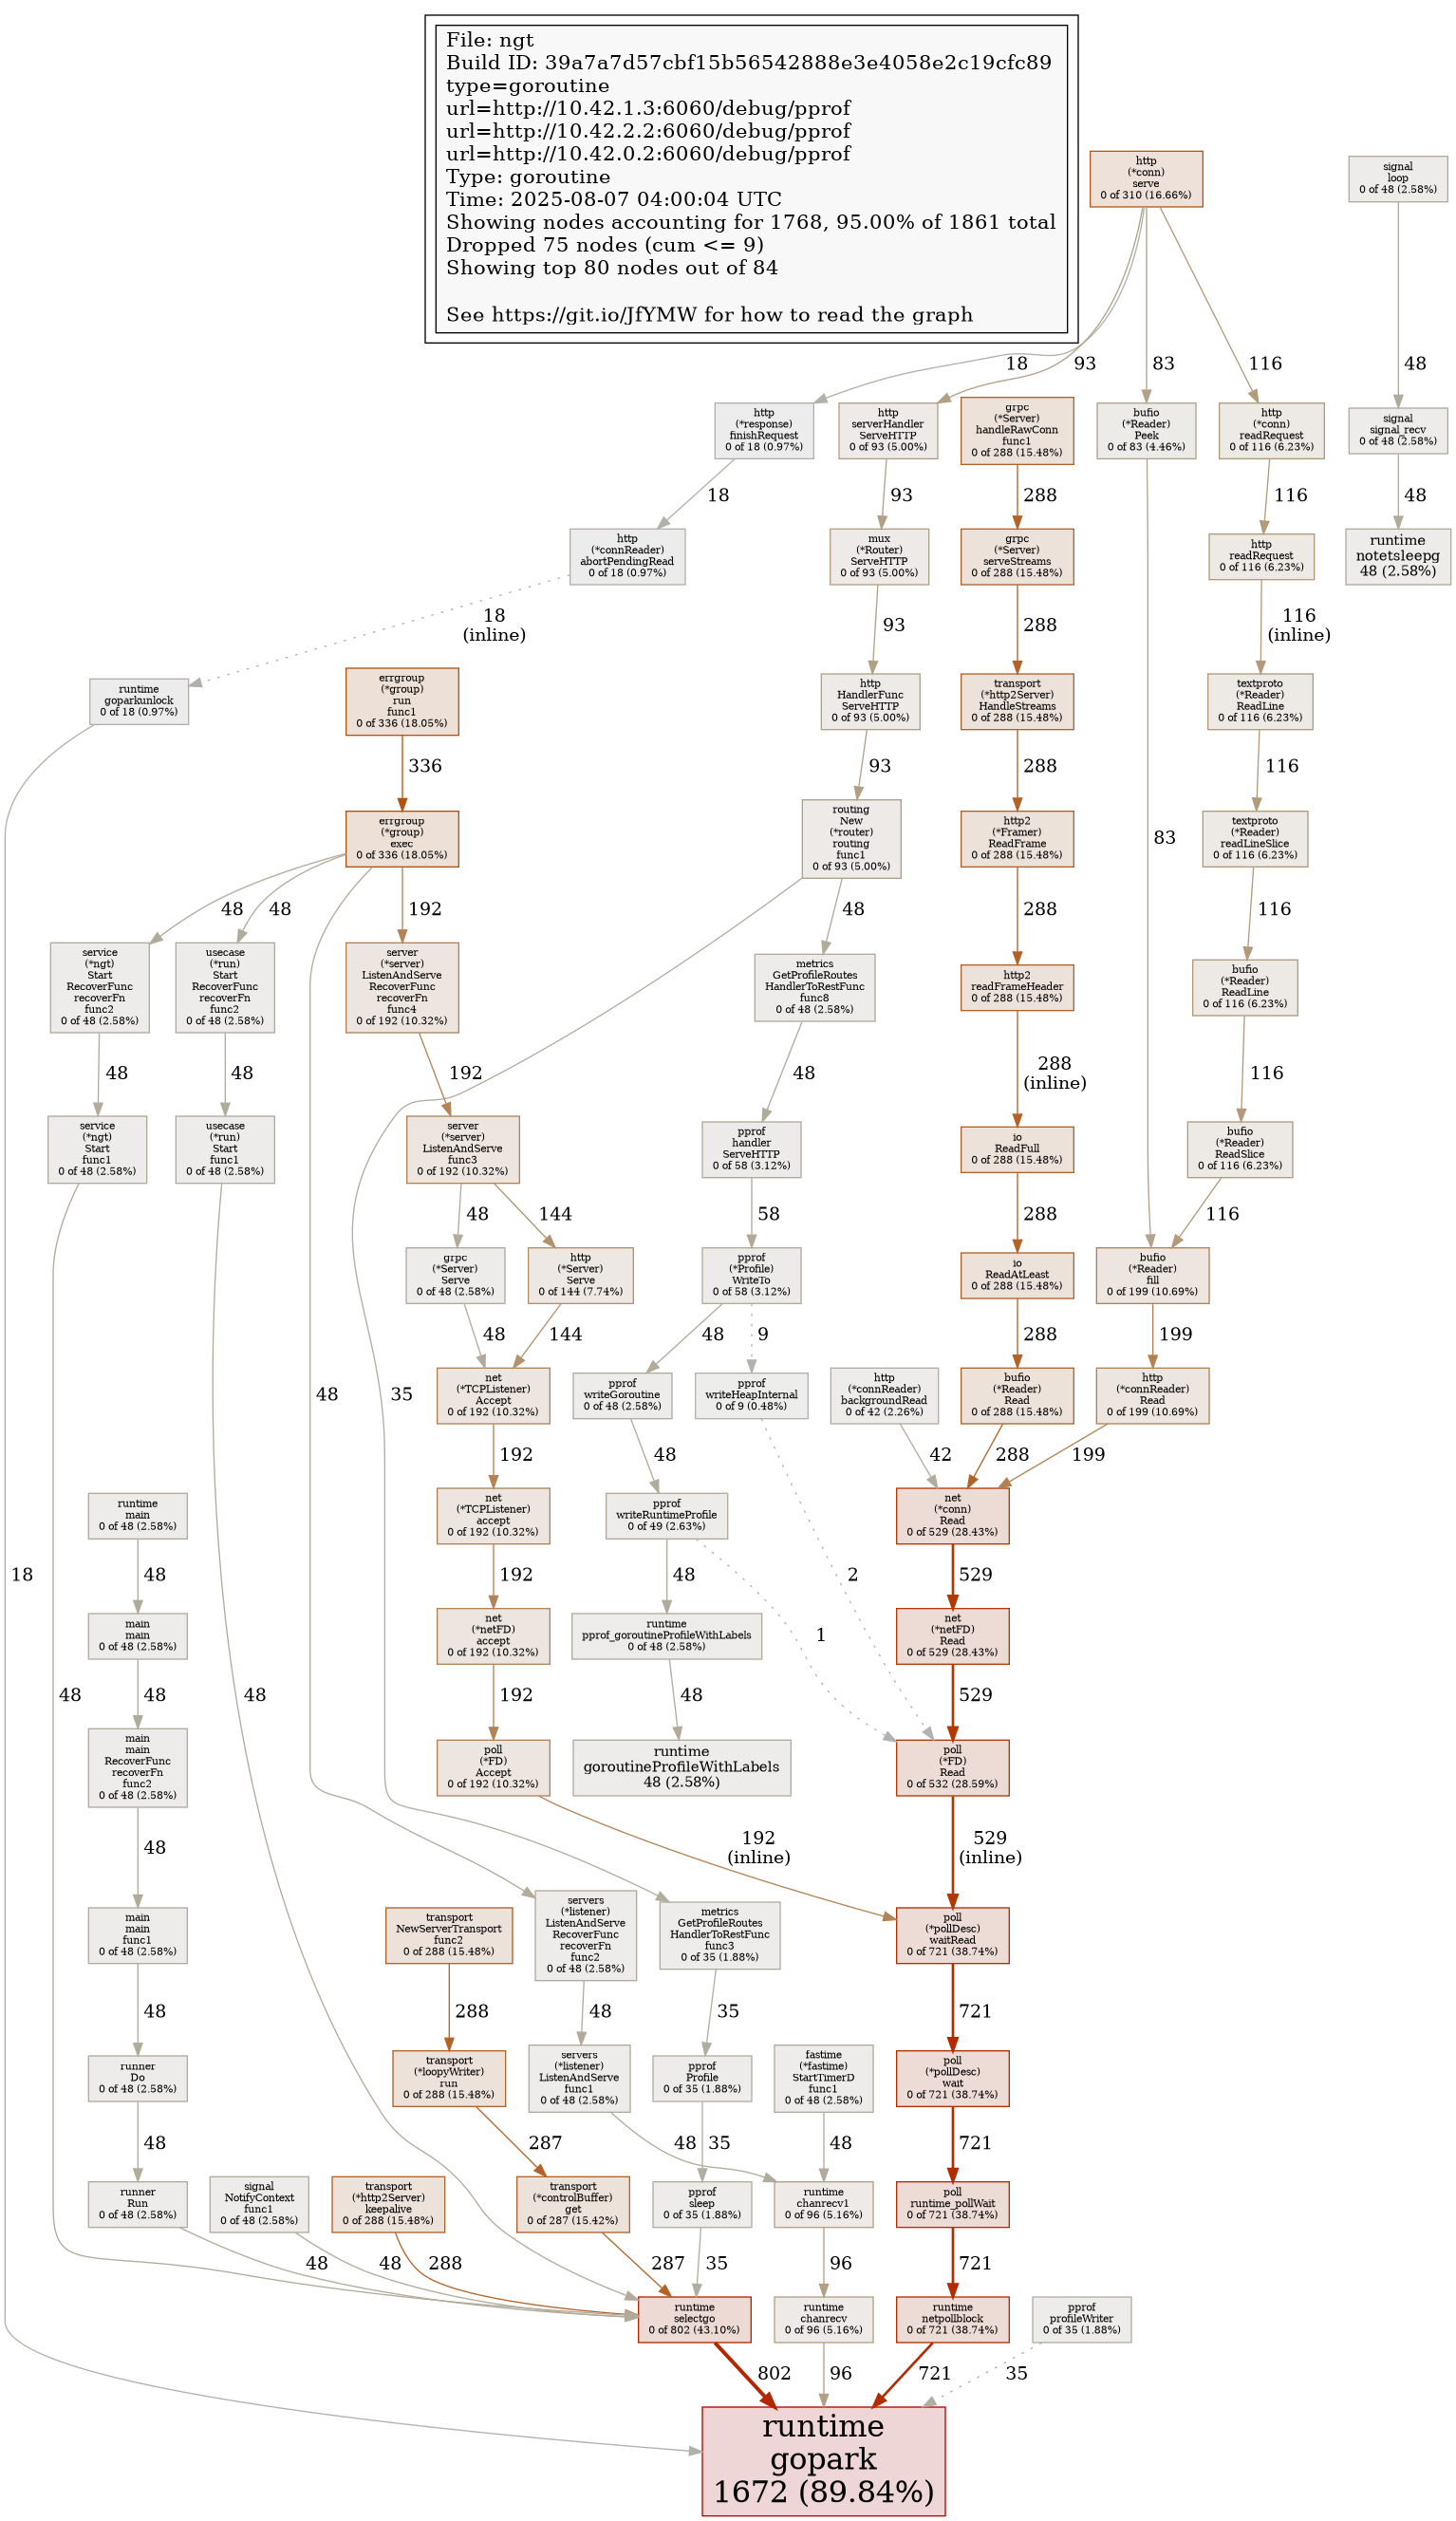 File: ngt
Build ID: 39a7a7d57cbf15b56542888e3e4058e2c19cfc89
type=goroutine
url=http://10.42.1.3:6060/debug/pprof
url=http://10.42.2.2:6060/debug/pprof
url=http://10.42.0.2:6060/debug/pprof
Type: goroutine
Time: 2025-08-07 04:00:04 UTC
Showing nodes accounting for 1768, 95.00% of 1861 total
Dropped 75 nodes (cum <= 9)
Showing top 80 nodes out of 84
See https://git.io/JfYMW for how to read the graph
http
(*conn)
serve
0 of 310 (16.66%)
signal
loop
0 of 48 (2.58%)
18
93
83
116
48
http
(*response)
finishRequest
0 of 18 (0.97%)
http
serverHandler
ServeHTTP
0 of 93 (5.00%)
grpc
(*Server)
handleRawConn
func1
0 of 288 (15.48%)
bufio
(*Reader)
Peek
0 of 83 (4.46%)
http
(*conn)
readRequest
0 of 116 (6.23%)
signal
signal_recv
0 of 48 (2.58%)
18
93
288
116
48
http
(*connReader)
abortPendingRead
0 of 18 (0.97%)
mux
(*Router)
ServeHTTP
0 of 93 (5.00%)
grpc
(*Server)
serveStreams
0 of 288 (15.48%)
http
readRequest
0 of 116 (6.23%)
runtime
notetsleepg
48 (2.58%)
18
(inline)
93
288
116
(inline)
runtime
goparkunlock
0 of 18 (0.97%)
errgroup
(*group)
run
func1
0 of 336 (18.05%)
http
HandlerFunc
ServeHTTP
0 of 93 (5.00%)
transport
(*http2Server)
HandleStreams
0 of 288 (15.48%)
textproto
(*Reader)
ReadLine
0 of 116 (6.23%)
336
93
288
116
errgroup
(*group)
exec
0 of 336 (18.05%)
routing
New
(*router)
routing
func1
0 of 93 (5.00%)
http2
(*Framer)
ReadFrame
0 of 288 (15.48%)
83
textproto
(*Reader)
readLineSlice
0 of 116 (6.23%)
48
48
192
48
288
116
service
(*ngt)
Start
RecoverFunc
recoverFn
func2
0 of 48 (2.58%)
usecase
(*run)
Start
RecoverFunc
recoverFn
func2
0 of 48 (2.58%)
server
(*server)
ListenAndServe
RecoverFunc
recoverFn
func4
0 of 192 (10.32%)
metrics
GetProfileRoutes
HandlerToRestFunc
func8
0 of 48 (2.58%)
http2
readFrameHeader
0 of 288 (15.48%)
bufio
(*Reader)
ReadLine
0 of 116 (6.23%)
48
48
192
48
288
(inline)
116
service
(*ngt)
Start
func1
0 of 48 (2.58%)
usecase
(*run)
Start
func1
0 of 48 (2.58%)
server
(*server)
ListenAndServe
func3
0 of 192 (10.32%)
pprof
handler
ServeHTTP
0 of 58 (3.12%)
io
ReadFull
0 of 288 (15.48%)
bufio
(*Reader)
ReadSlice
0 of 116 (6.23%)
48
144
58
288
116
grpc
(*Server)
Serve
0 of 48 (2.58%)
http
(*Server)
Serve
0 of 144 (7.74%)
pprof
(*Profile)
WriteTo
0 of 58 (3.12%)
io
ReadAtLeast
0 of 288 (15.48%)
bufio
(*Reader)
fill
0 of 199 (10.69%)
48
144
48
9
288
199
48
35
net
(*TCPListener)
Accept
0 of 192 (10.32%)
pprof
writeGoroutine
0 of 48 (2.58%)
pprof
writeHeapInternal
0 of 9 (0.48%)
http
(*connReader)
backgroundRead
0 of 42 (2.26%)
bufio
(*Reader)
Read
0 of 288 (15.48%)
http
(*connReader)
Read
0 of 199 (10.69%)
192
48
42
288
199
runtime
main
0 of 48 (2.58%)
net
(*TCPListener)
accept
0 of 192 (10.32%)
pprof
writeRuntimeProfile
0 of 49 (2.63%)
net
(*conn)
Read
0 of 529 (28.43%)
18
48
192
48
2
529
main
main
0 of 48 (2.58%)
net
(*netFD)
accept
0 of 192 (10.32%)
runtime
pprof_goroutineProfileWithLabels
0 of 48 (2.58%)
1
net
(*netFD)
Read
0 of 529 (28.43%)
48
48
48
192
48
529
main
main
RecoverFunc
recoverFn
func2
0 of 48 (2.58%)
poll
(*FD)
Accept
0 of 192 (10.32%)
runtime
goroutineProfileWithLabels
48 (2.58%)
poll
(*FD)
Read
0 of 532 (28.59%)
48
192
(inline)
529
(inline)
main
main
func1
0 of 48 (2.58%)
transport
NewServerTransport
func2
0 of 288 (15.48%)
servers
(*listener)
ListenAndServe
RecoverFunc
recoverFn
func2
0 of 48 (2.58%)
metrics
GetProfileRoutes
HandlerToRestFunc
func3
0 of 35 (1.88%)
poll
(*pollDesc)
waitRead
0 of 721 (38.74%)
48
288
48
35
721
runner
Do
0 of 48 (2.58%)
transport
(*loopyWriter)
run
0 of 288 (15.48%)
servers
(*listener)
ListenAndServe
func1
0 of 48 (2.58%)
pprof
Profile
0 of 35 (1.88%)
fastime
(*fastime)
StartTimerD
func1
0 of 48 (2.58%)
poll
(*pollDesc)
wait
0 of 721 (38.74%)
48
287
48
35
48
721
runner
Run
0 of 48 (2.58%)
signal
NotifyContext
func1
0 of 48 (2.58%)
transport
(*http2Server)
keepalive
0 of 288 (15.48%)
transport
(*controlBuffer)
get
0 of 287 (15.42%)
pprof
sleep
0 of 35 (1.88%)
runtime
chanrecv1
0 of 96 (5.16%)
poll
runtime_pollWait
0 of 721 (38.74%)
48
48
288
287
35
96
721
runtime
selectgo
0 of 802 (43.10%)
runtime
chanrecv
0 of 96 (5.16%)
runtime
netpollblock
0 of 721 (38.74%)
pprof
profileWriter
0 of 35 (1.88%)
802
96
721
35
runtime
gopark
1672 (89.84%)